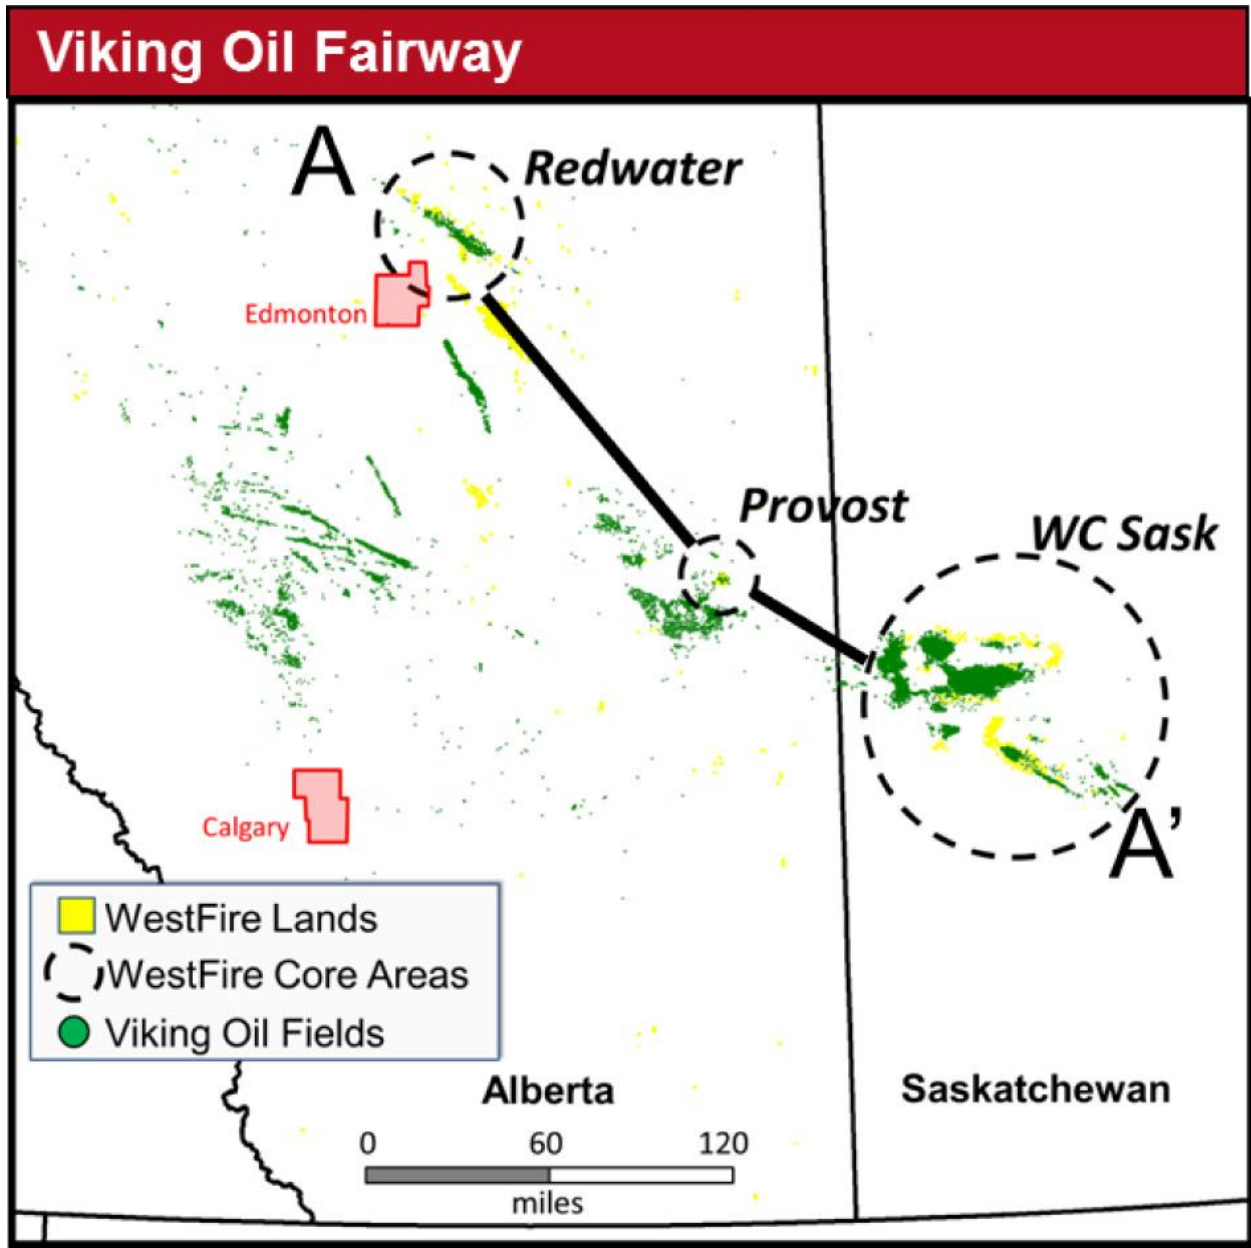 Viking Oil Fairway
A
Redwater
Edmonton
Provost
WC Sask
Calgary
A’
WestFire Lands
WestFire Core Areas
Viking Oil Fields
Alberta
Saskatchewan
0 60 120
miles